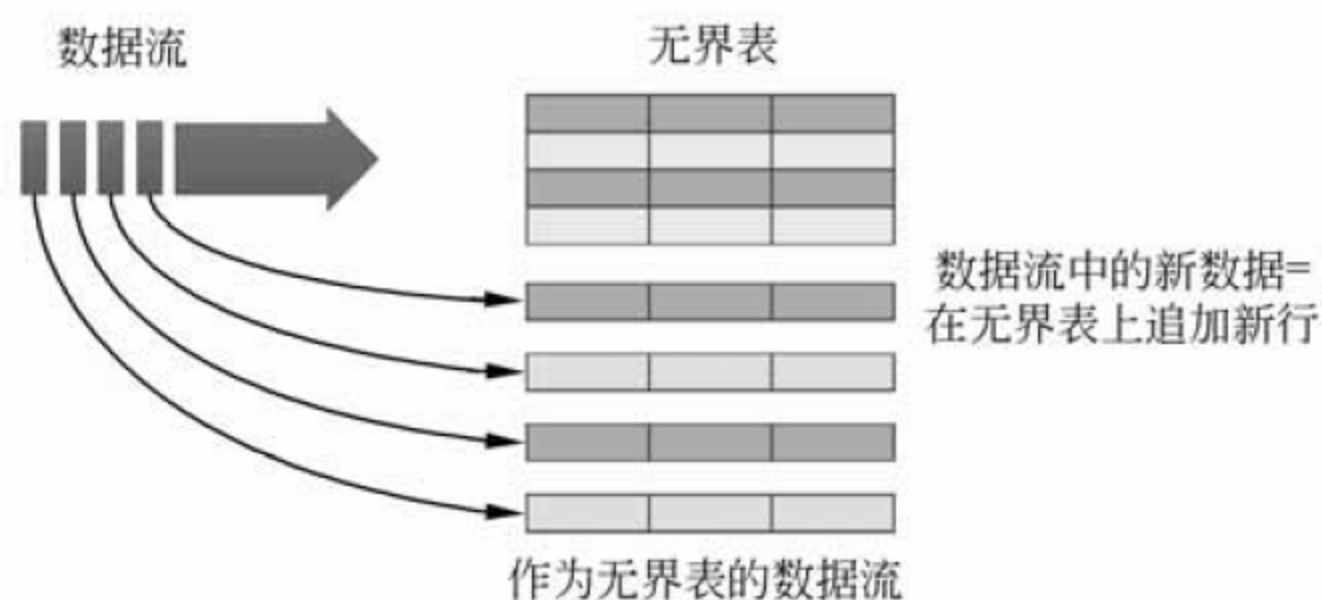 数据流
无界表
数据流中的新数据=
在无界表上追加新行
作为无界表的数据流